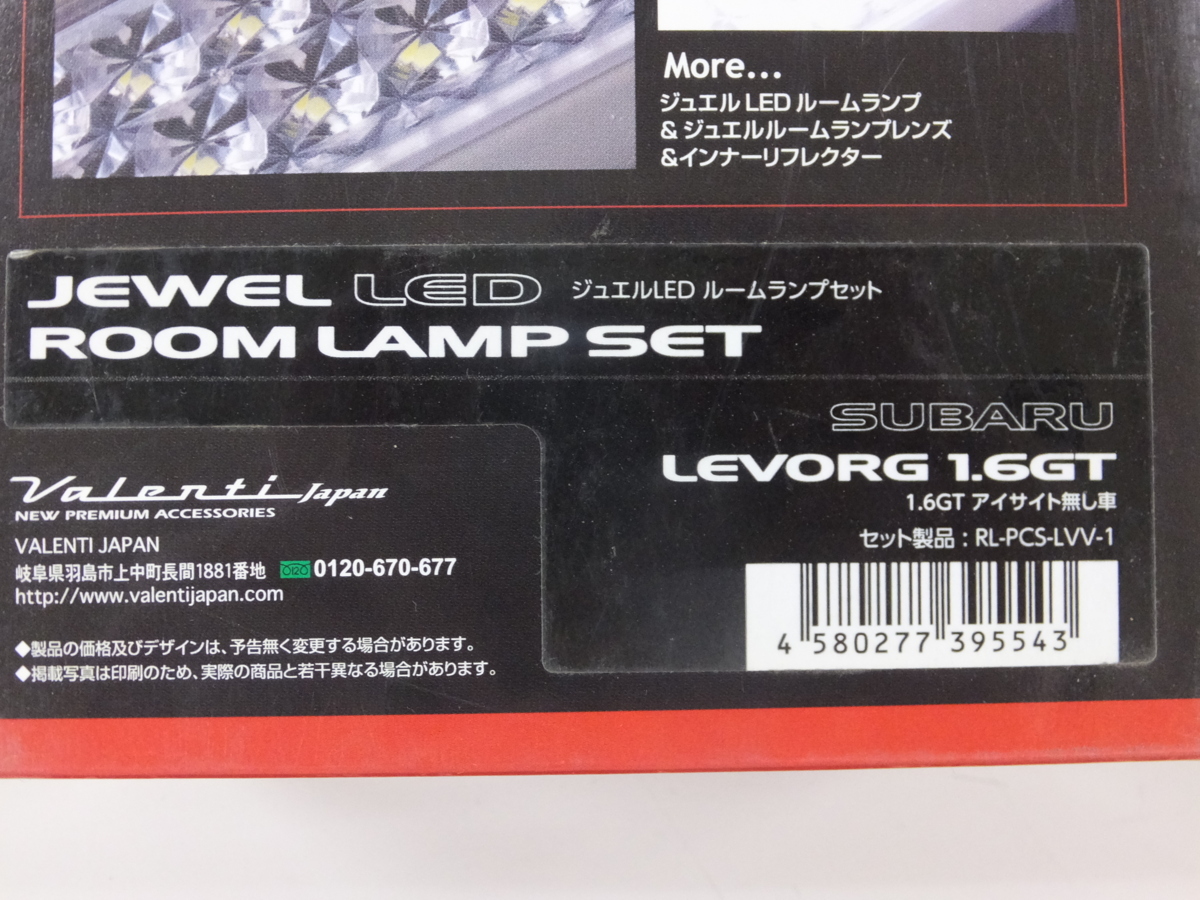 More...
ジュエルLED ルームランプ
& ジュエルルームランプレンズ
&インナーリフレクター
JEWEL LED ジュエルLED ルームランプセット
ROOM LAMP SET
SUBARU
LEVORG 1.6GT
1.6GT アイサイト無し車
セット製品 : RL-PCS-LVV-1
4 580277 395543
Valenti Japan
NEW PREMIUM ACCESSORIES
VALENTI JAPAN
岐阜県羽島市上中町長間1881番地 0120-670-677
http://www.valentijapan.com
◆製品の価格及びデザインは、予告無く変更する場合があります。
◆掲載写真は印刷のため、実際の商品と若干異なる場合があります。